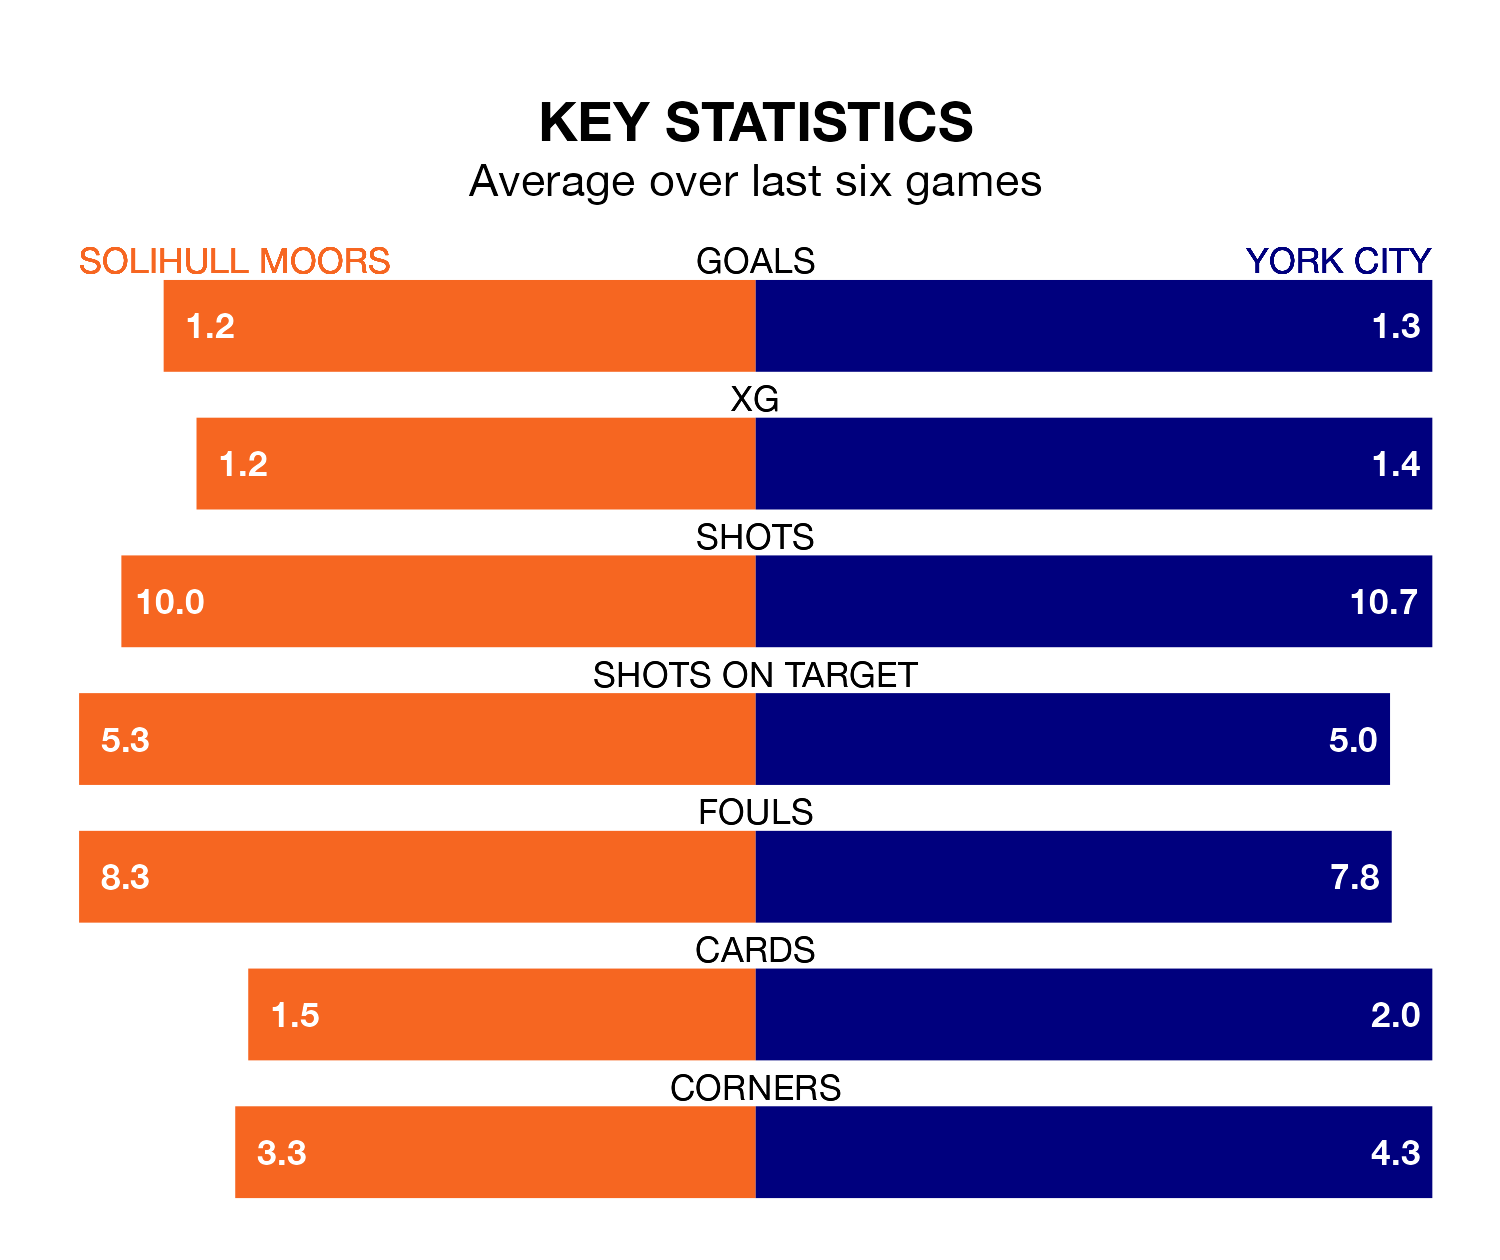 KEY STATISTICS
Average over last six games
SOLIHULL MOORS GOALS YORK CITY
1.2 1.3
XG
1.2 1.4
SHOTS
10.0 10.7
SHOTS ON TARGET
5.3 5.0
FOULS
8.3 7.8
CARDS
1.5 2.0
CORNERS
3.3 4.3